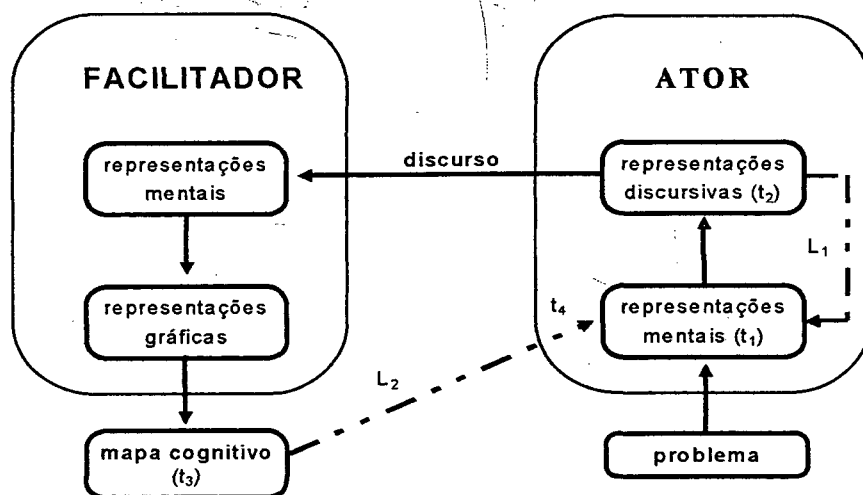 FACILITADOR
representações
mentais
representações
gráficas
mapa cognitivo
(t₃)
discurso
L₂
t₄
ATOR
representações
discursivas (t₂)
L₁
representações
mentais (t₁)
problema